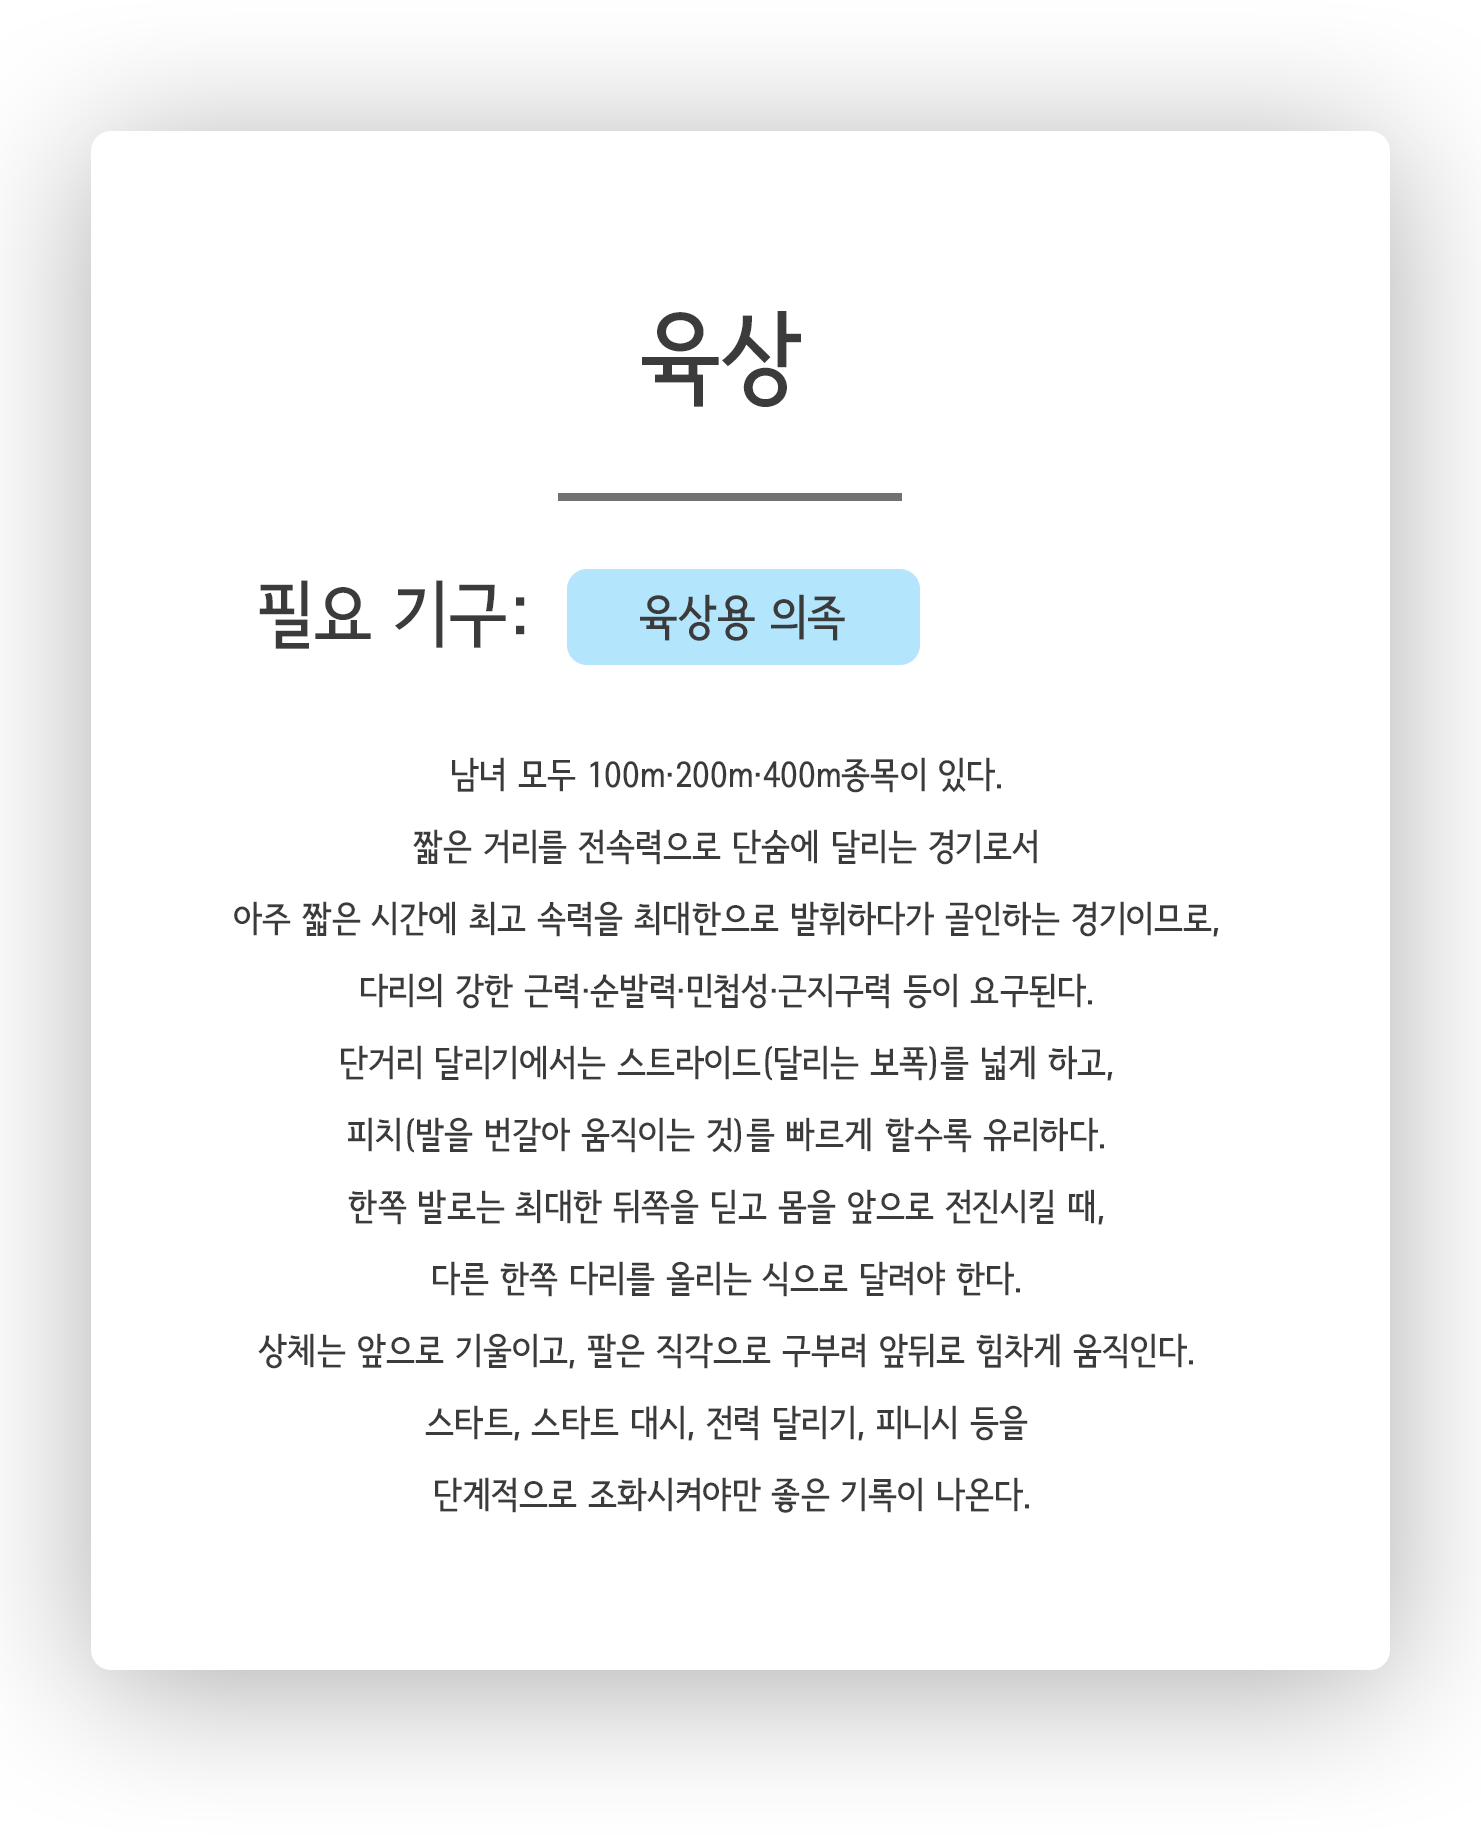 육상
필요 기구: 육상용 의족
남녀 모두 100m·200m·400m종목이 있다.
짧은 거리를 전속력으로 단숨에 달리는 경기로서
아주 짧은 시간에 최고 속력을 최대한으로 발휘하다가 골인하는 경기이므로,
다리의 강한 근력·순발력·민첩성·근지구력 등이 요구된다.
단거리 달리기에서는 스트라이드(달리는 보폭)를 넓게 하고,
피치(발을 번갈아 움직이는 것)를 빠르게 할수록 유리하다.
한쪽 발로는 최대한 뒤쪽을 딛고 몸을 앞으로 전진시킬 때,
다른 한쪽 다리를 올리는 식으로 달려야 한다.
상체는 앞으로 기울이고, 팔은 직각으로 구부려 앞뒤로 힘차게 움직인다.
스타트, 스타트 대시, 전력 달리기, 피니시 등을
단계적으로 조화시켜야만 좋은 기록이 나온다.